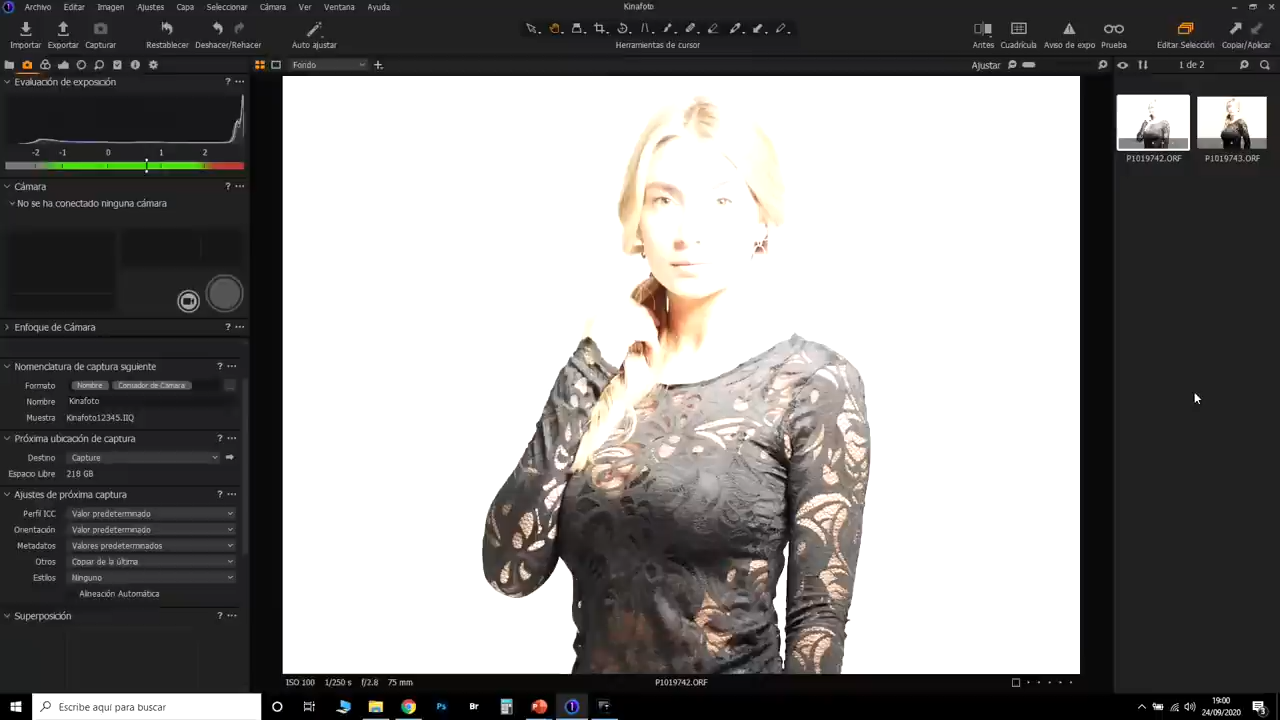 Archivo Editar Imagen Ajustes Capa Seleccionar Cámara Ver Ventana Ayuda
Kinafoto
Importar Exportar Capturar Restablecer Deshacer/Rehacer Auto ajustar
Herramientas de cursor
Antes Cuadrícula Aviso de expo Prueba Editar Selección Copiar/Aplicar
Fondo
Ajustar
1 de 2
Evaluación de exposición
-2 -1 0 1 2
Cámara
No se ha conectado ninguna cámara
Enfoque de Cámara
Nomenclatura de captura siguiente
Formato Nombre Contador de Cámara
Nombre Kinafoto
Muestra Kinafoto12345.IIQ
Próxima ubicación de captura
Destino Capture
Espacio Libre 218 GB
Ajustes de próxima captura
Perfil ICC Valor predeterminado
Orientación Valor predeterminado
Metadatos Valores predeterminados
Otros Copiar de la última
Estilos Ninguno
Alineación Automática
Superposición
P1019742.ORF P1019743.ORF
ISO 100 1/250 s f/2.8 75 mm
P1019742.ORF
Escribe aquí para buscar
Ps
Br
19:00
24/09/2020